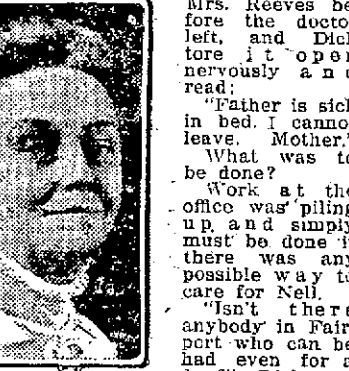 Mrs. Reeves be
fore the docto
left, and Dick
tore it open
nervously and
read:
"Father is sick
in bed. I canno
leave. Mother."
What was to
be done?
Work at the
office was piling
up and simply
must be done i
there was any
possible way to
care for Nell.
"Isn't there
anybody in Fair
port who can be
had even for a